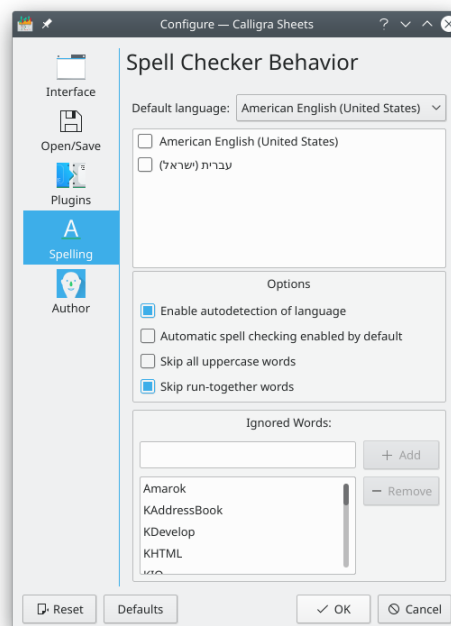 Configure — Calligra Sheets
Spell Checker Behavior
Interface
Open/Save
Plugins
A
Spelling
Author
Default language: American English (United States)
American English (United States)
עברית (ישראל)
Options
Enable autodetection of language
Automatic spell checking enabled by default
Skip all uppercase words
Skip run-together words
Ignored Words:
Add
Remove
Amarok
KAddressBook
KDevelop
KHTML
KIO
Reset Defaults OK Cancel